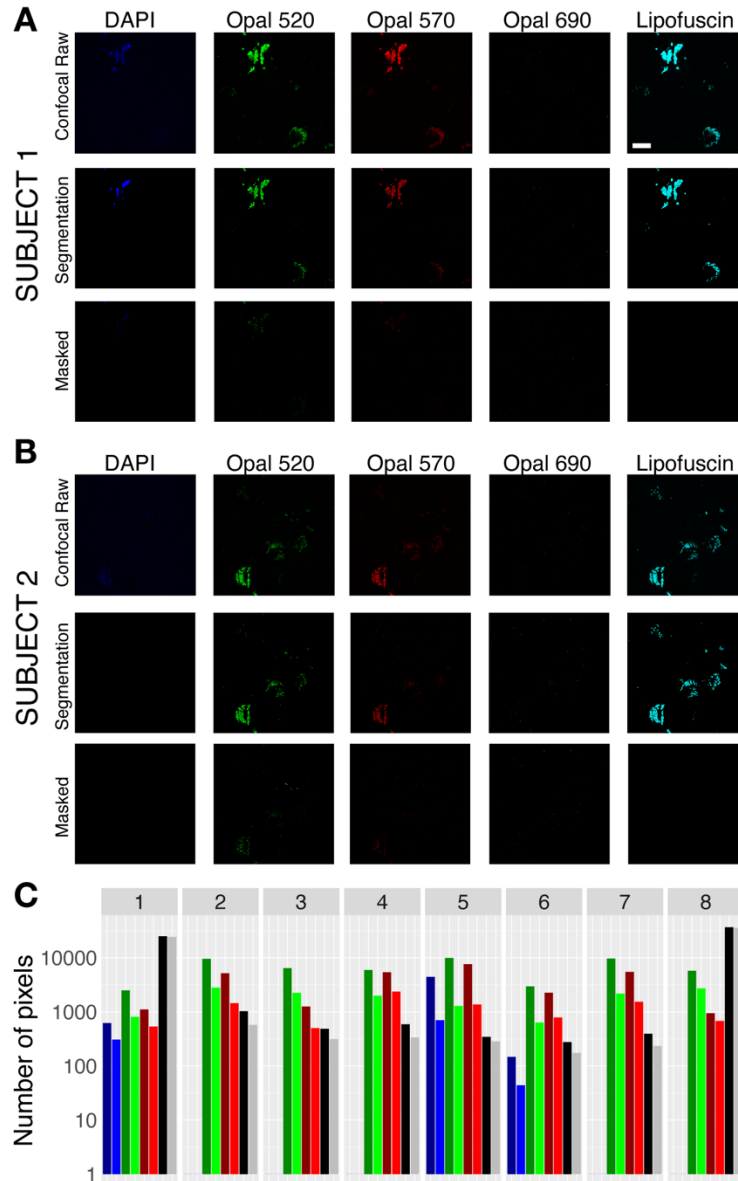 A
DAPI Opal 520 Opal 570 Opal 690 Lipofuscin
SUBJECT 1
Confocal Raw
Segmentation
Masked
B
DAPI Opal 520 Opal 570 Opal 690 Lipofuscin
SUBJECT 2
Confocal Raw
Segmentation
Masked
C
1 2 3 4 5 6 7 8
Number of pixels
10000
1000
100
10
1